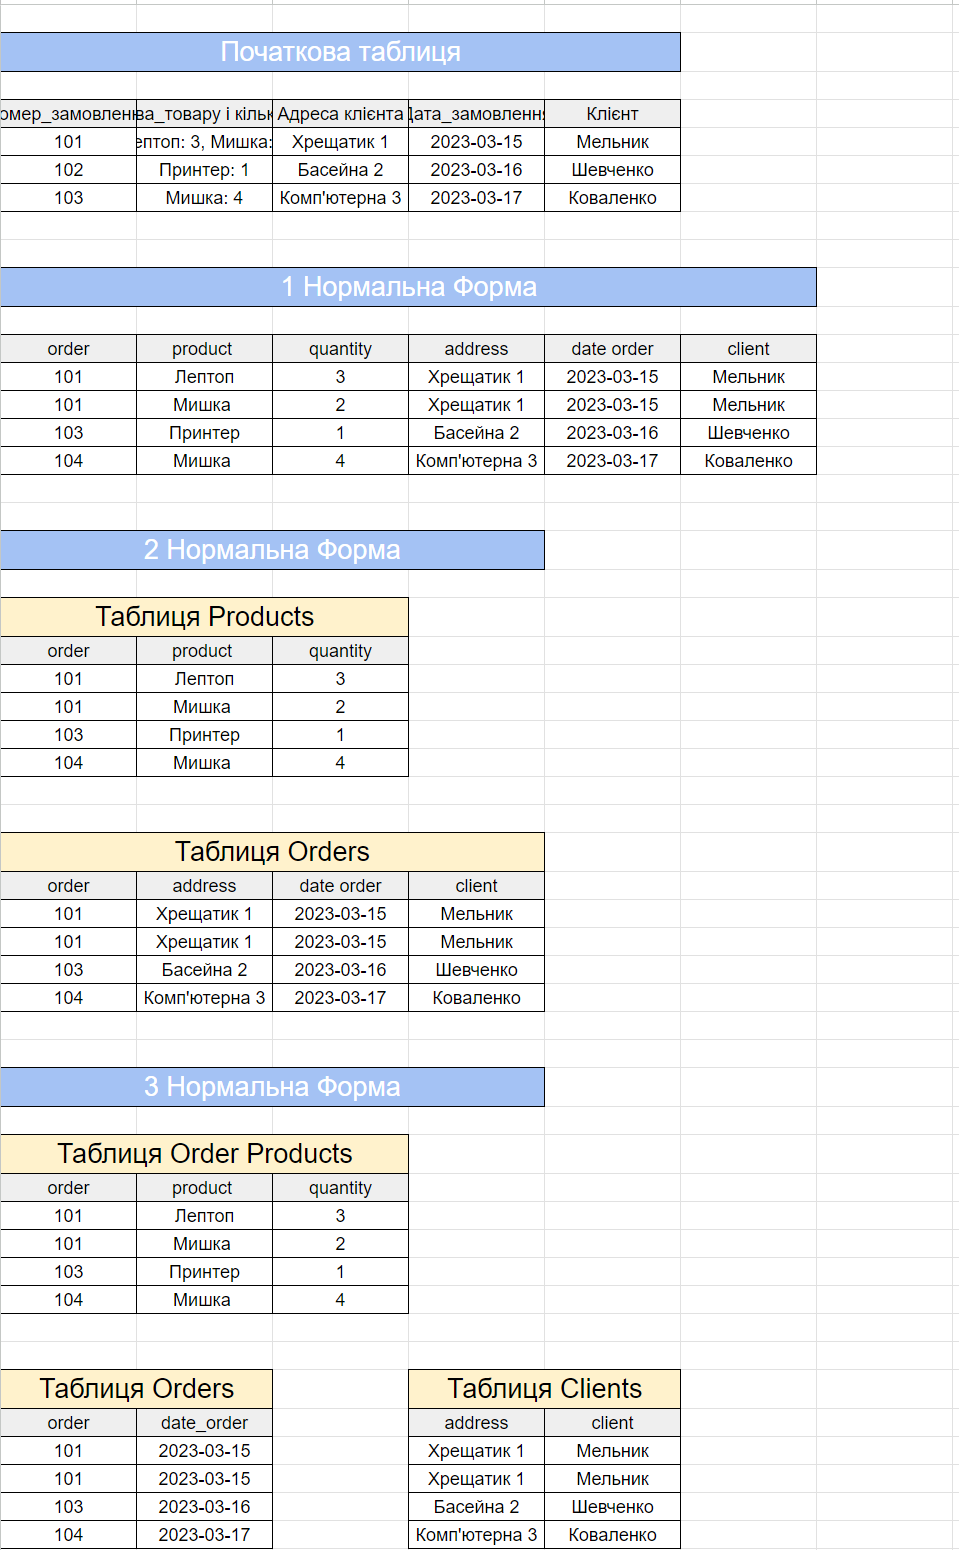 Початкова таблиця
омер_замовленн ва_товару і кільк Адреса клієнта Дата_замовлення Клієнт
101 ептоп: 3, Мишка: Хрещатик 1 2023-03-15 Мельник
102 Принтер: 1 Басейна 2 2023-03-16 Шевченко
103 Мишка: 4 Комп'ютерна 3 2023-03-17 Коваленко
1 Нормальна Форма
order product quantity address date order client
101 Лептоп 3 Хрещатик 1 2023-03-15 Мельник
101 Мишка 2 Хрещатик 1 2023-03-15 Мельник
103 Принтер 1 Басейна 2 2023-03-16 Шевченко
104 Мишка 4 Комп'ютерна 3 2023-03-17 Коваленко
2 Нормальна Форма
Таблиця Products
order product quantity
101 Лептоп 3
101 Мишка 2
103 Принтер 1
104 Мишка 4
Таблиця Orders
order address date order client
101 Хрещатик 1 2023-03-15 Мельник
101 Хрещатик 1 2023-03-15 Мельник
103 Басейна 2 2023-03-16 Шевченко
104 Комп'ютерна 3 2023-03-17 Коваленко
3 Нормальна Форма
Таблиця Order Products
order product quantity
101 Лептоп 3
101 Мишка 2
103 Принтер 1
104 Мишка 4
Таблиця Orders Таблиця Clients
order date_order address client
101 2023-03-15 Хрещатик 1 Мельник
101 2023-03-15 Хрещатик 1 Мельник
103 2023-03-16 Басейна 2 Шевченко
104 2023-03-17 Комп'ютерна 3 Коваленко